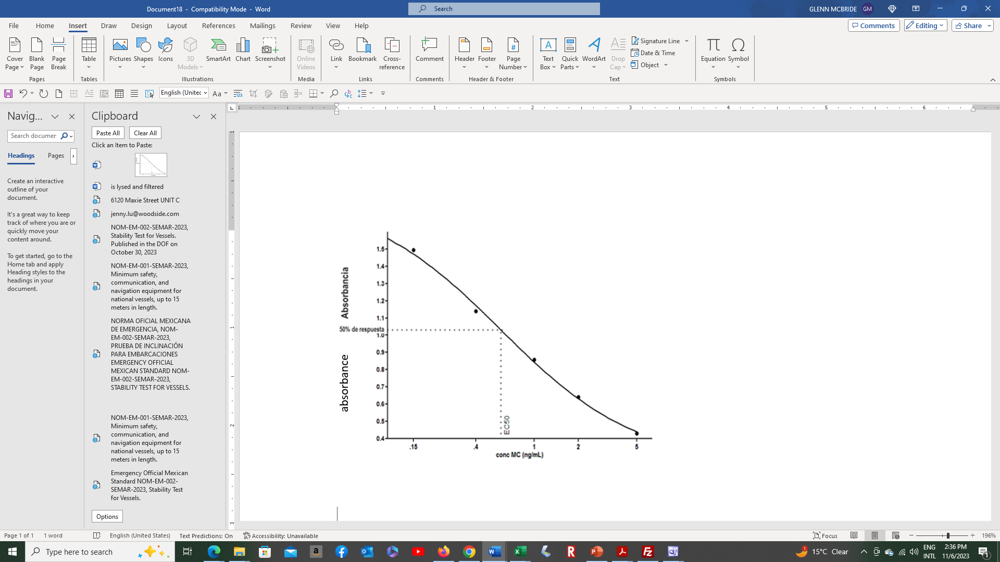 Document18 - Compatibility Mode - Word
Search
GLENN MCBRIDE
GM
File Home Insert Draw Design Layout References Mailings Review View Help
Comments
Editing
Share
Cover Page
Blank Page
Page Break
Table
Pictures
Shapes
Icons
3D Models
SmartArt
Chart
Screenshot
Online Videos
Link
Bookmark
Cross-reference
Comment
Header
Footer
Page Number
Text Box
Quick Parts
WordArt
Drop Cap
Signature Line
Date & Time
Object
Equation
Symbol
Pages
Tables
Illustrations
Media
Links
Comments
Header & Footer
Text
Symbols
English (Unitec
Aa
1 2 3 4 5 6
Navig...
Search documer
Headings
Pages
Create an interactive
outline of your
document.
It's a great way to keep
track of where you are or
quickly move your
content around.
To get started, go to the
Home tab and apply
Heading styles to the
headings in your
document.
Clipboard
Paste All
Clear All
Click an Item to Paste:
is lysed and filtered
6120 Maxie Street UNIT C
jenny.lu@woodside.com
NOM-EM-002-SEMAR-2023,
Stability Test for Vessels.
Published in the DOF on
October 30, 2023
NOM-EM-001-SEMAR-2023,
Minimum safety,
communication, and
navigation equipment for
national vessels, up to 15
meters in length.
NORMA OFICIAL MEXICANA
DE EMERGENCIA, NOM-
EM-002-SEMAR-2023,
PRUEBA DE INCLINACIÓN
PARA EMBARCACIONES
EMERGENCY OFFICIAL
MEXICAN STANDARD NOM-
EM-002-SEMAR-2023,
STABILITY TEST FOR VESSELS.
NOM-EM-001-SEMAR-2023,
Minimum safety,
communication, and
navigation equipment for
national vessels, up to 15
meters in length.
Emergency Official Mexican
Standard NOM-EM-002-
SEMAR-2023, Stability Test
for Vessels.
Options
Absorbancia
absorbance
1.5
1.4
1.3
1.2
1.1
50% de respuesta
1.0
0.9
0.8
0.7
0.6
0.5
0.4
EC50
.15 .4 1 2 5
conc MC (ng/mL)
Page 1 of 1
1 word
English (United States)
Text Predictions: On
Accessibility: Unavailable
Focus
196%
Type here to search
15°C Clear
ENG
INTL
2:36 PM
11/6/2023